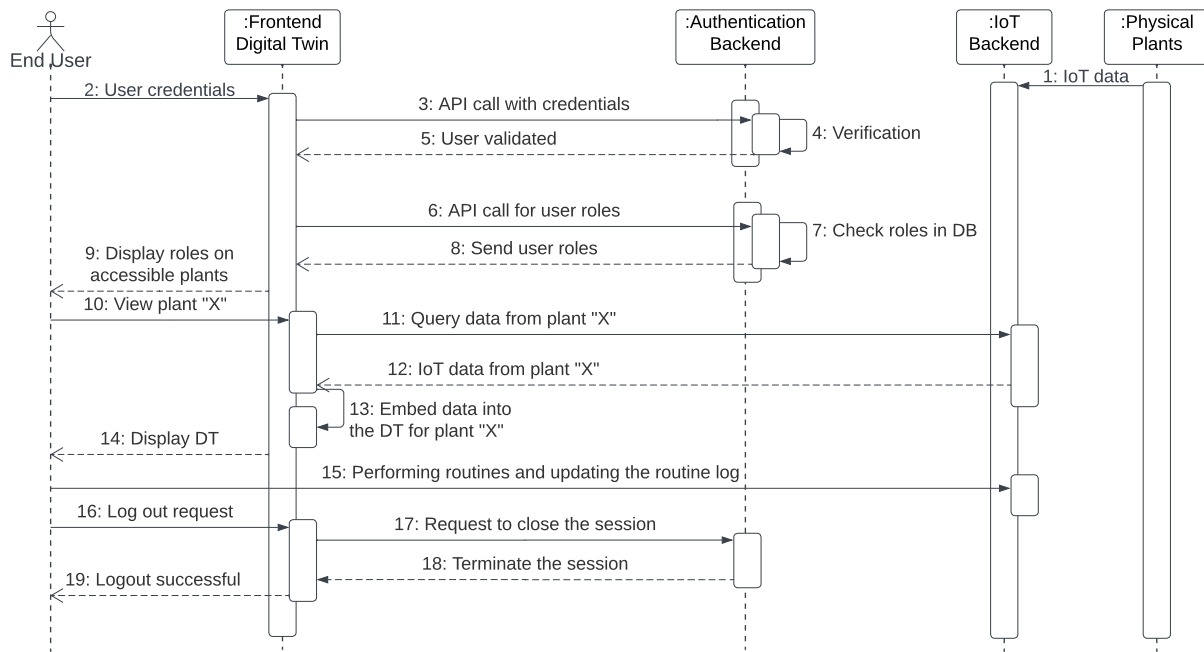 :Frontend
Digital Twin
:Authentication
Backend
:IoT
Backend
:Physical
Plants
End User
1: IoT data
2: User credentials
3: API call with credentials
4: Verification
5: User validated
6: API call for user roles
7: Check roles in DB
8: Send user roles
9: Display roles on
accessible plants
10: View plant "X"
11: Query data from plant "X"
12: IoT data from plant "X"
13: Embed data into
the DT for plant "X"
14: Display DT
15: Performing routines and updating the routine log
16: Log out request
17: Request to close the session
18: Terminate the session
19: Logout successful